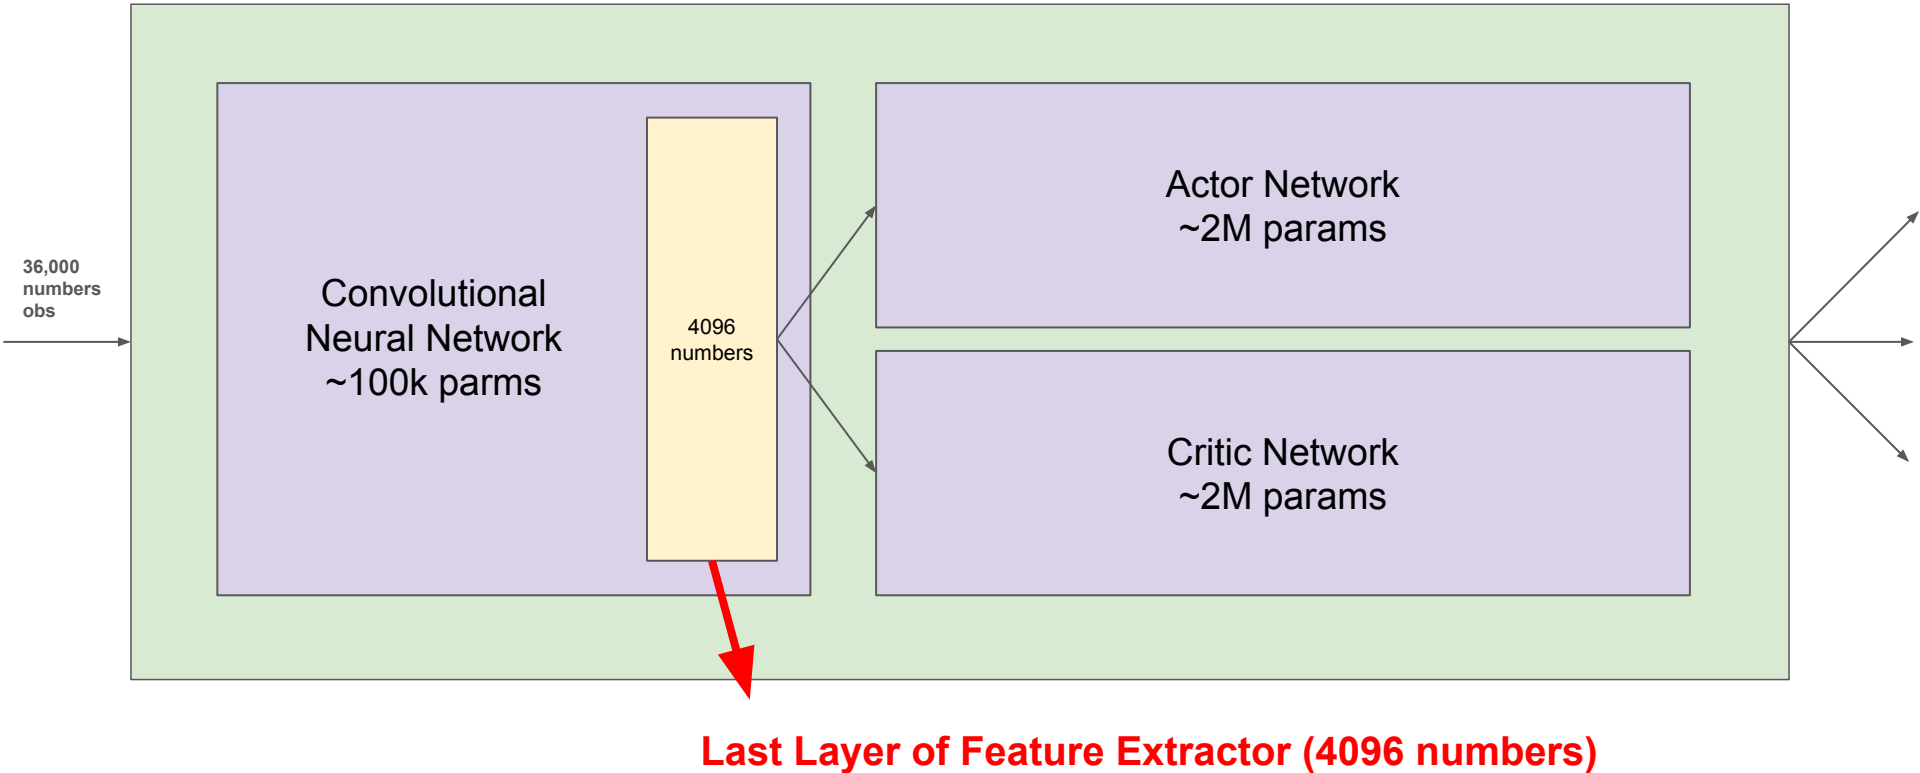 36,000
numbers
obs
Convolutional
Neural Network
~100k parms
4096
numbers
Actor Network
~2M params
Critic Network
~2M params
Last Layer of Feature Extractor (4096 numbers)